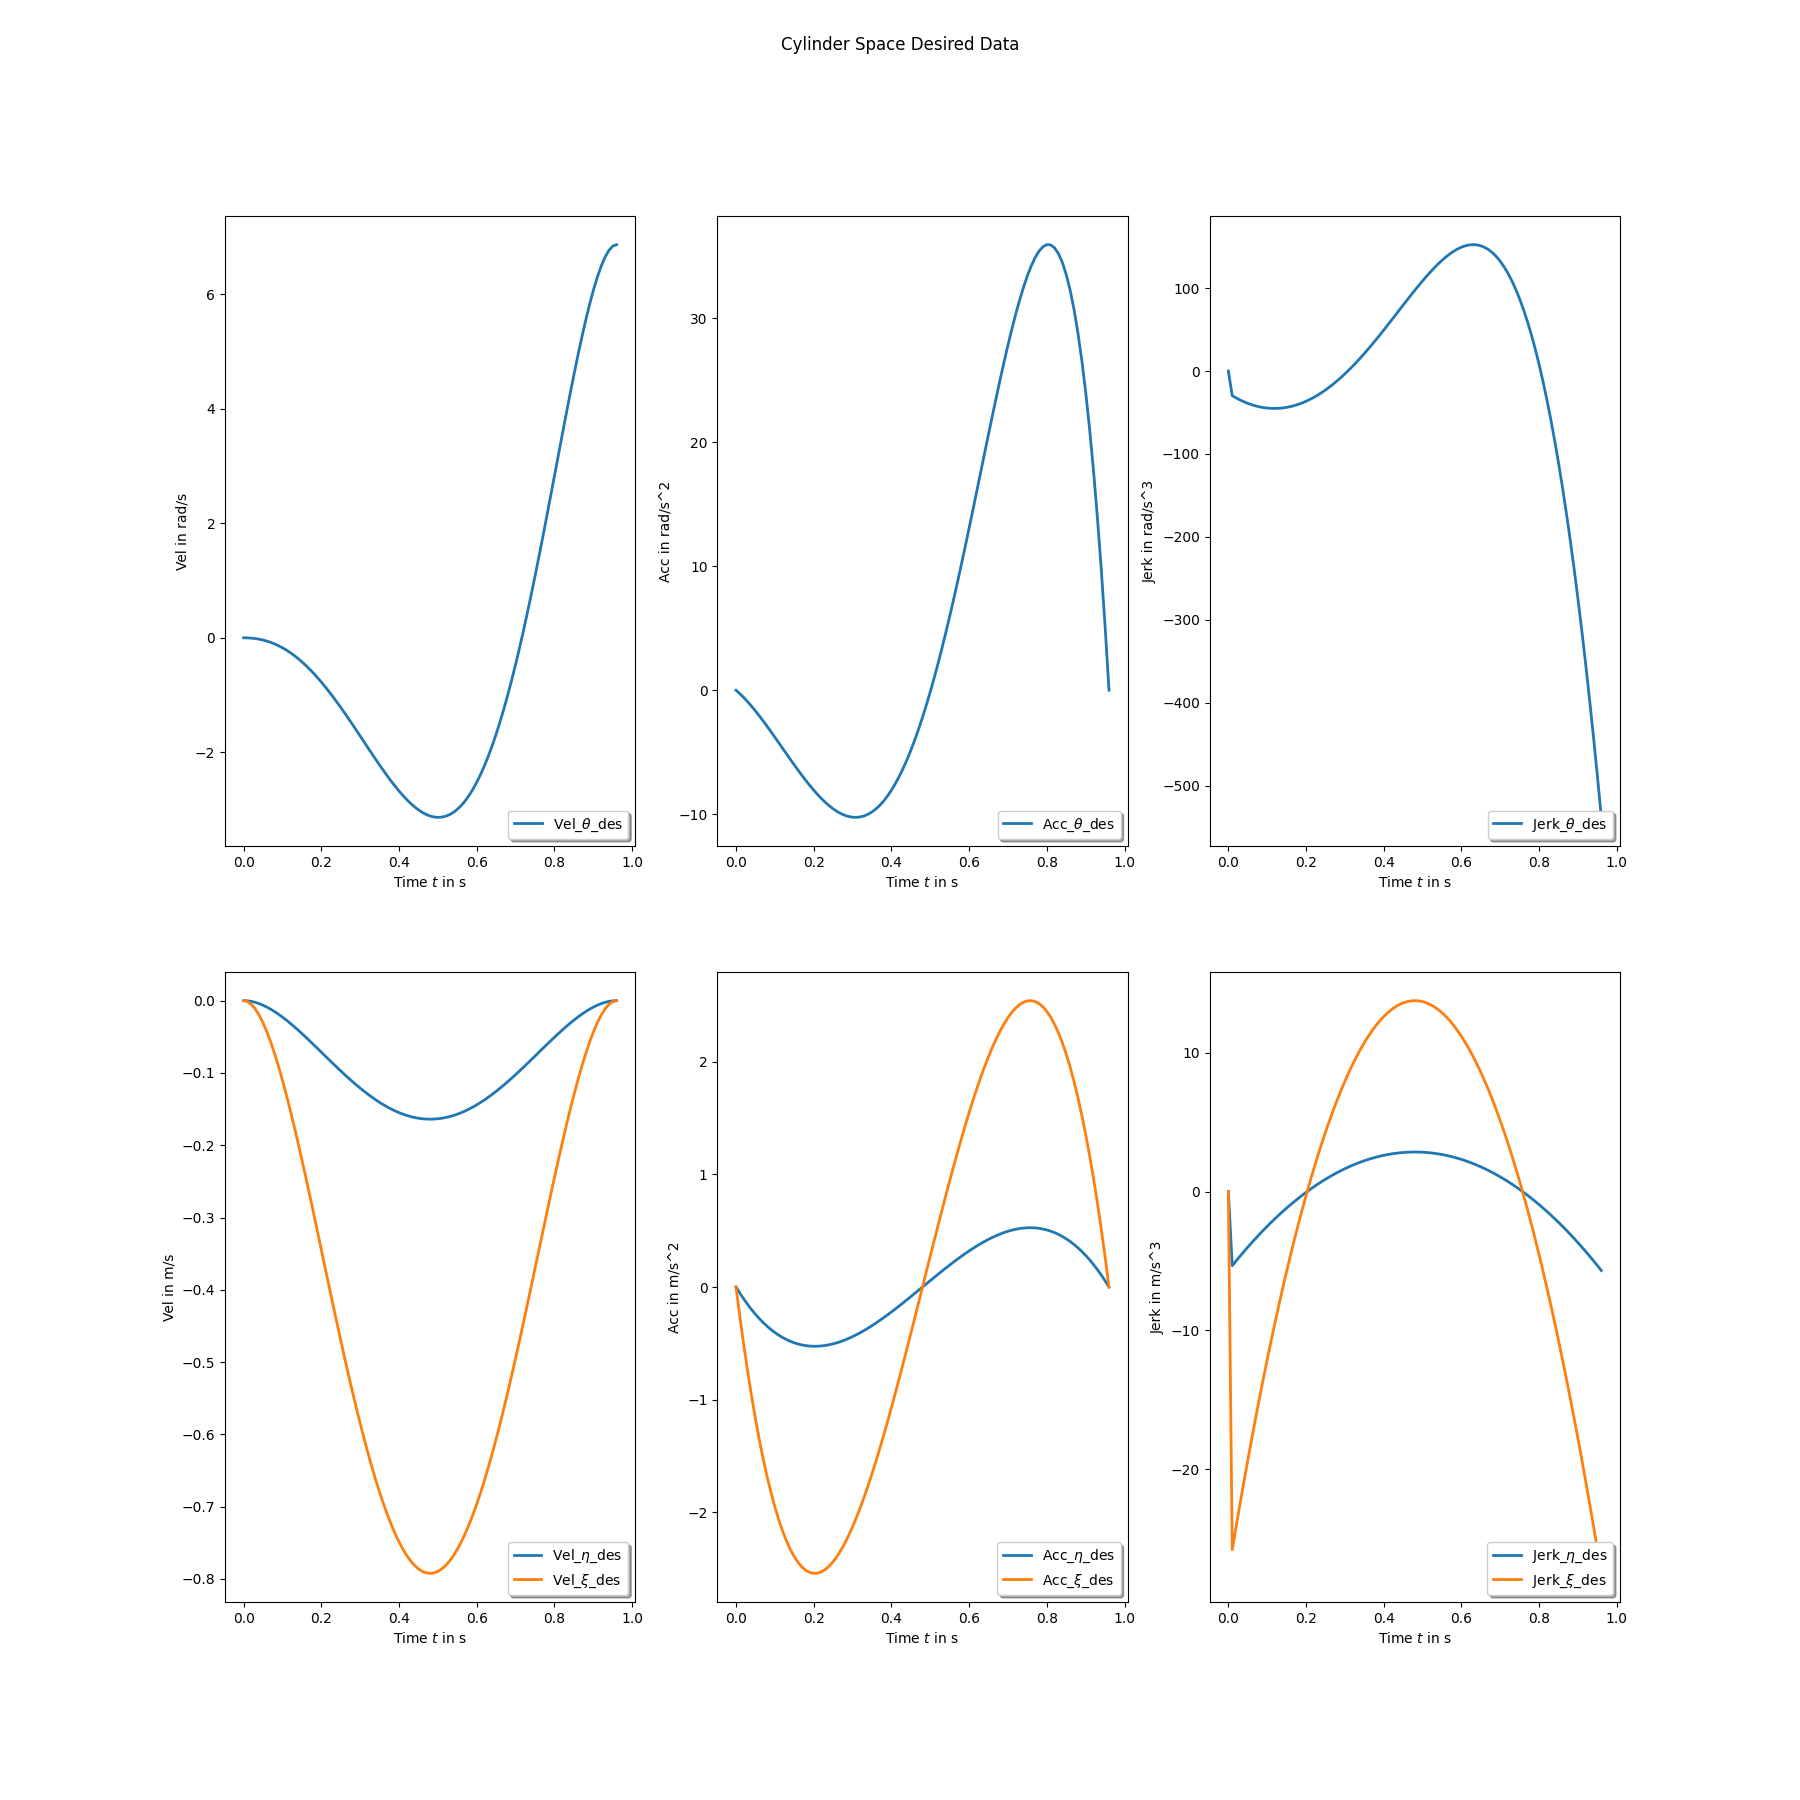 Cylinder Space Desired Data
Vel in rad/s
6
4
2
0
−2
0.0 0.2 0.4 0.6 0.8 1.0
Time t in s
Vel_θ_des
Acc in rad/s^2
30
20
10
0
−10
0.0 0.2 0.4 0.6 0.8 1.0
Time t in s
Acc_θ_des
Jerk in rad/s^3
100
0
−100
−200
−300
−400
−500
0.0 0.2 0.4 0.6 0.8 1.0
Time t in s
Jerk_θ_des
Vel in m/s
0.0
−0.1
−0.2
−0.3
−0.4
−0.5
−0.6
−0.7
−0.8
0.0 0.2 0.4 0.6 0.8 1.0
Time t in s
Vel_η_des
Vel_ξ_des
Acc in m/s^2
2
1
0
−1
−2
0.0 0.2 0.4 0.6 0.8 1.0
Time t in s
Acc_η_des
Acc_ξ_des
Jerk in m/s^3
10
0
−10
−20
0.0 0.2 0.4 0.6 0.8 1.0
Time t in s
Jerk_η_des
Jerk_ξ_des